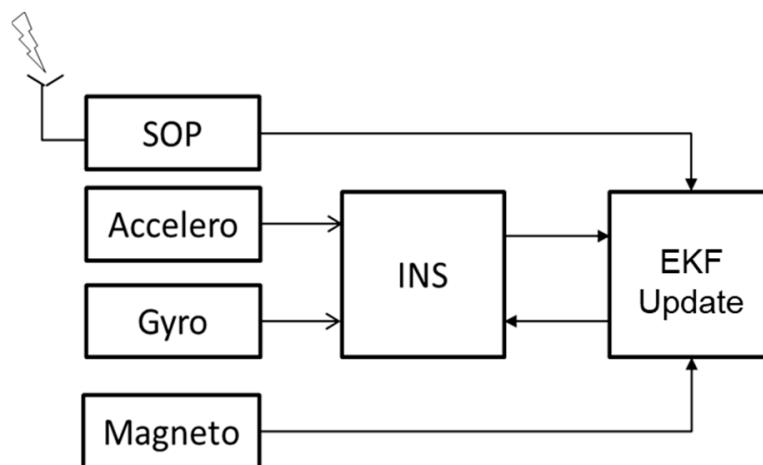 SOP
Accelero
INS
EKF
Update
Gyro
Magneto